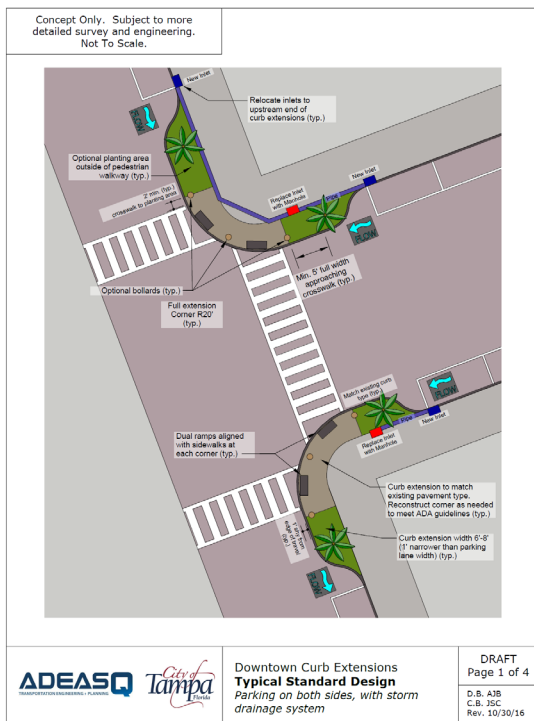 Concept Only. Subject to more
detailed survey and engineering.
Not To Scale.
New Inlet
FLOW
Relocate inlets to
upstream end of
curb extensions (typ.)
Optional planting area
outside of pedestrian
walkway (typ.)
2' min. (typ.)
crosswalk to planting area
Replace Inlet
with Manhole
Pipe
New Inlet
FLOW
Min. 5' full width
approaching
crosswalk (typ.)
Optional bollards (typ.)
Full extension
Corner R20'
(typ.)
FLOW
Match existing curb
type (typ.)
Pipe
New Inlet
Replace Inlet
with Manhole
Dual ramps aligned
with sidewalks at
each corner (typ.)
Curb extension to match
existing pavement type.
Reconstruct corner as needed
to meet ADA guidelines (typ.)
from
edge of travel
(typ.)
Curb extension width 6'-8'
(1' narrower than parking
lane width) (typ.)
FLOW
ADEASQ
TRANSPORTATION ENGINEERING + PLANNING
City of
Tampa
Florida
Downtown Curb Extensions
Typical Standard Design
Parking on both sides, with storm
drainage system
DRAFT
Page 1 of 4
D.B. AJB
C.B. JSC
Rev. 10/30/16